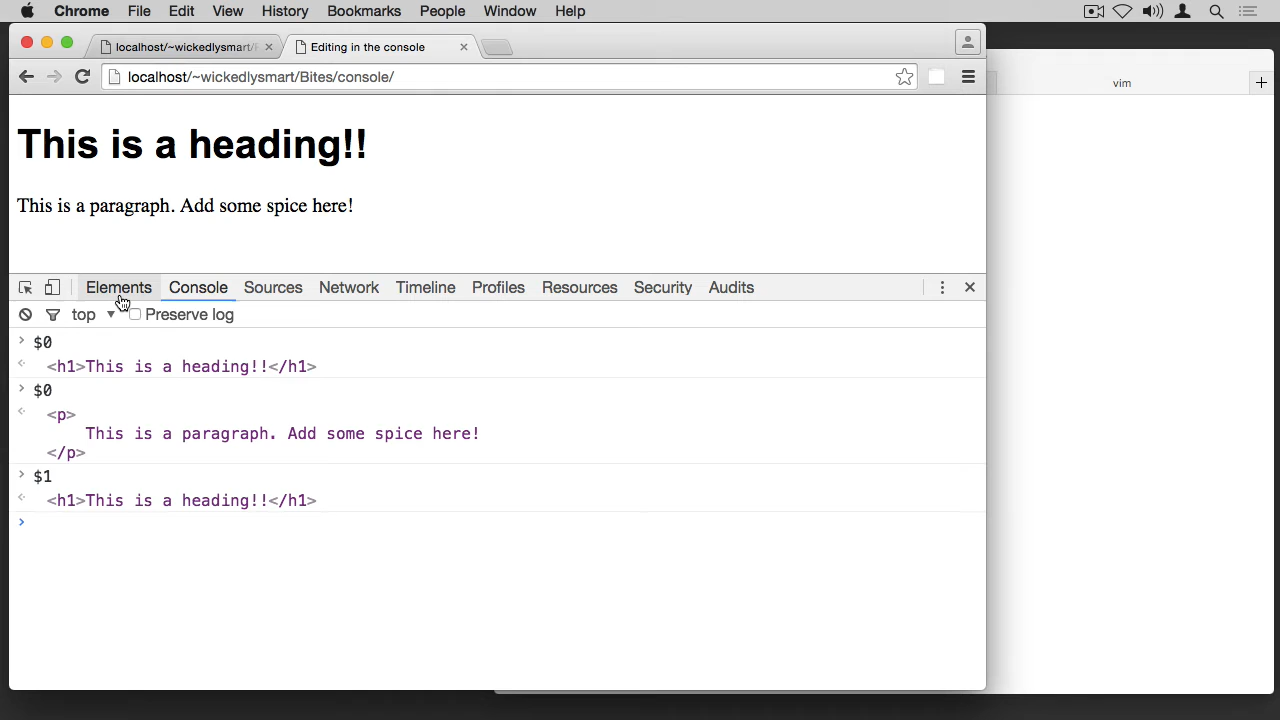 Chrome File Edit View History Bookmarks People Window Help
localhost/~wickedlysmart/
Editing in the console
localhost/~wickedlysmart/Bites/console/
vim
This is a heading!!
This is a paragraph. Add some spice here!
Elements Console Sources Network Timeline Profiles Resources Security Audits
top Preserve log
$0
<h1>This is a heading!!</h1>
$0
<p>
This is a paragraph. Add some spice here!
</p>
$1
<h1>This is a heading!!</h1>